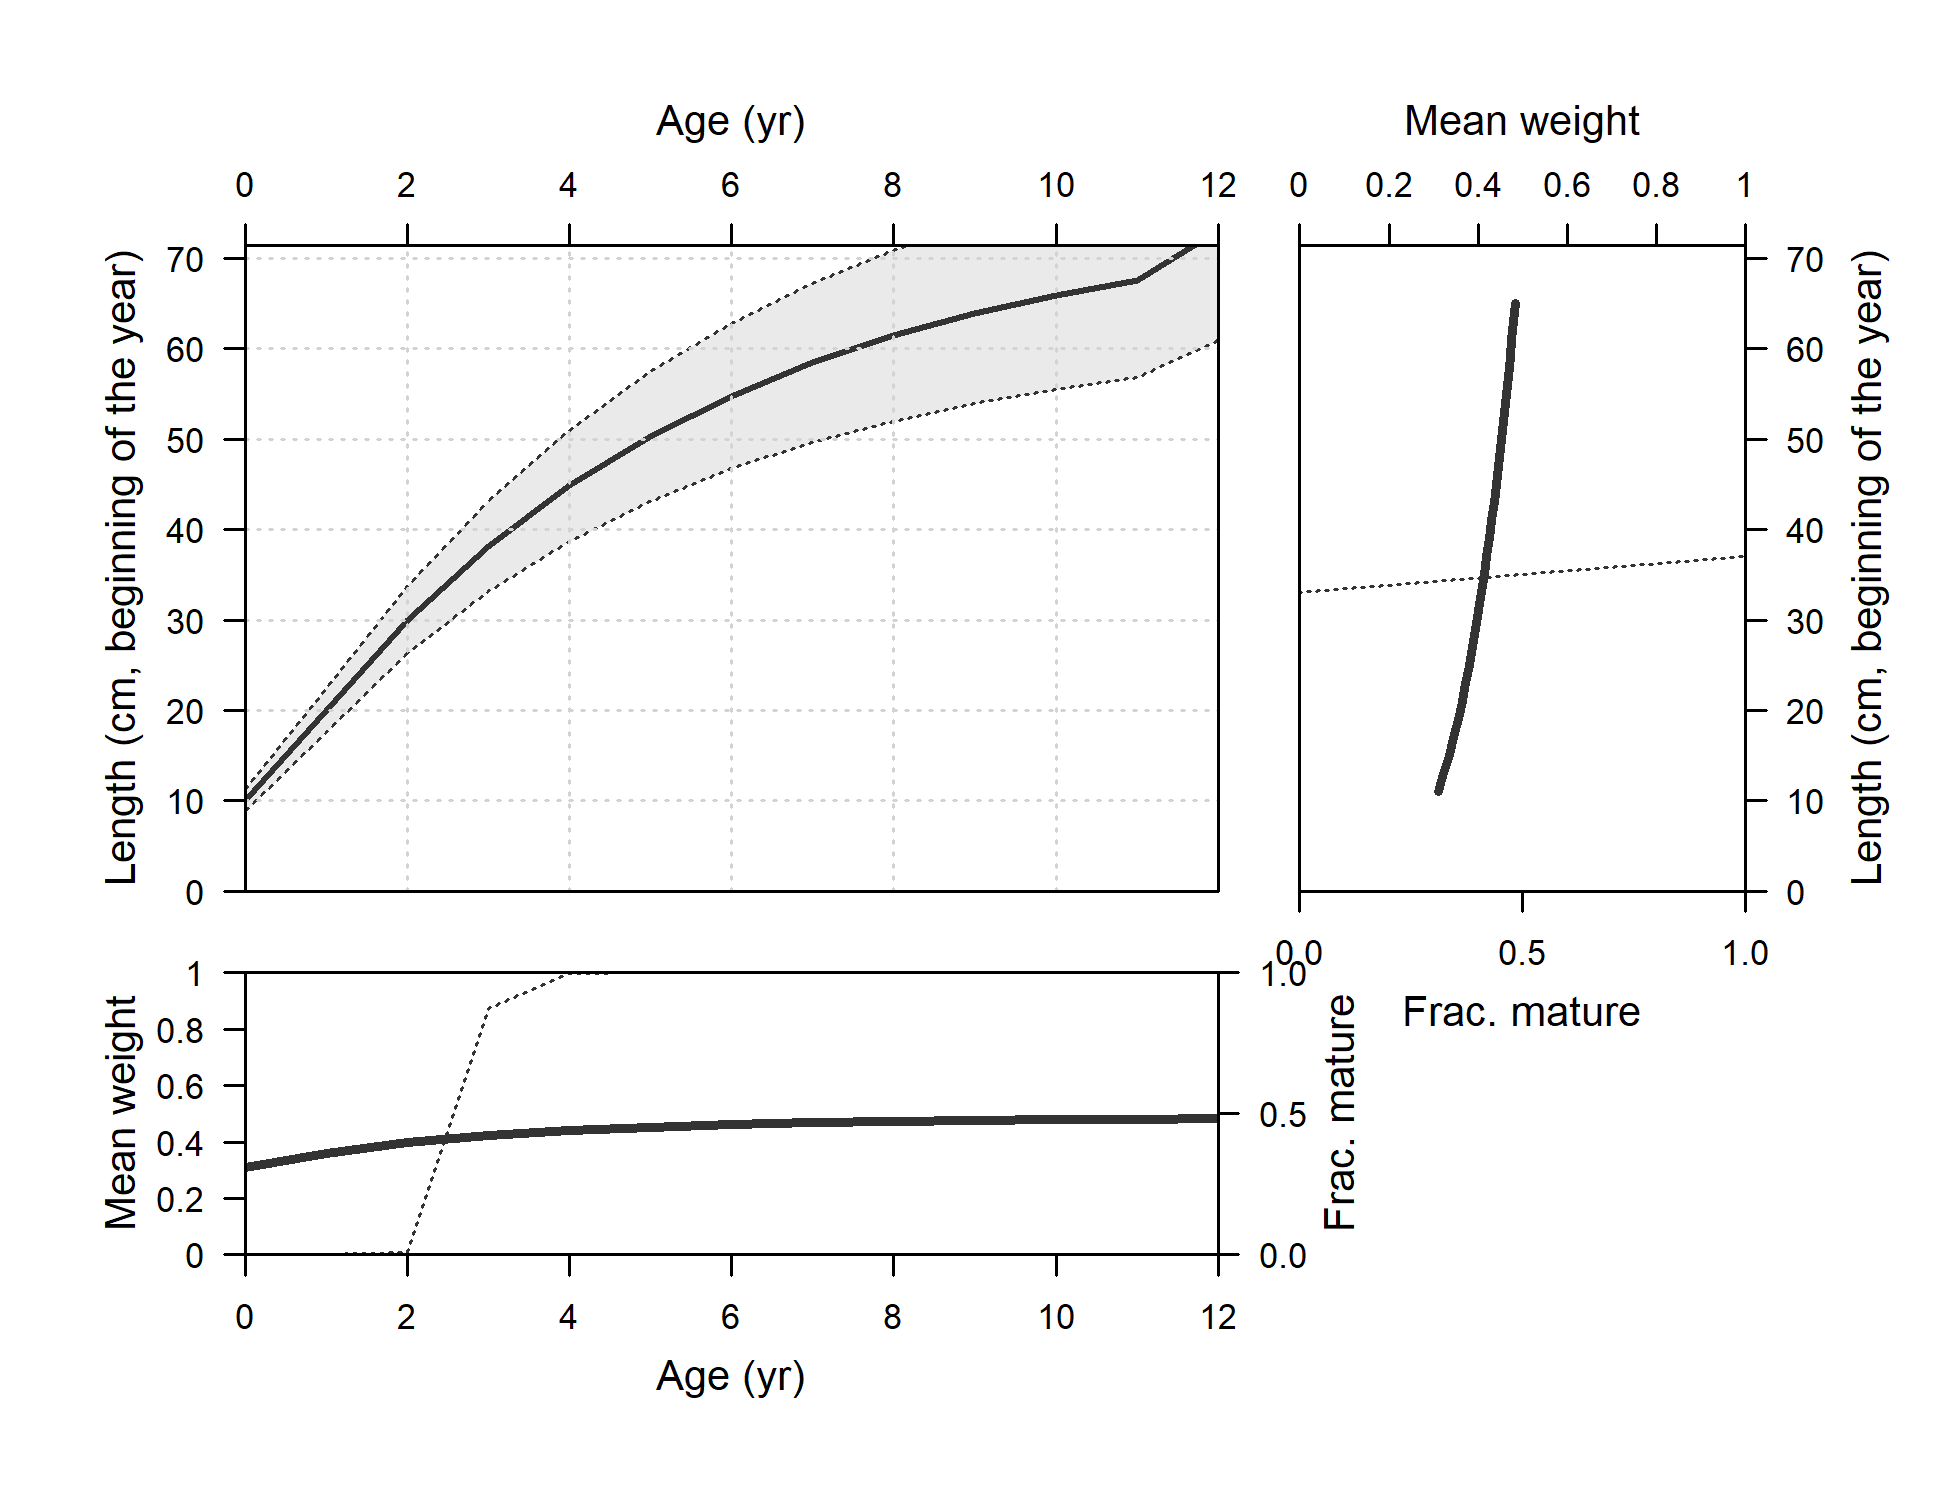 Age (yr)
Mean weight
0 2 4 6 8 10 12
0 0.2 0.4 0.6 0.8 1
Length (cm, beginning of the year)
70
60
50
40
30
20
10
0
70
60
50
40
30
20
10
0
Length (cm, beginning of the year)
0.0 0.5 1.0
Frac. mature
Mean weight
1
0.8
0.6
0.4
0.2
0
1.0
0.5
0.0
Frac. mature
0 2 4 6 8 10 12
Age (yr)